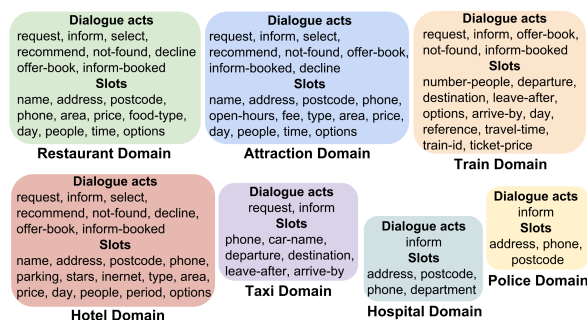 Dialogue acts
request, inform, select,
recommend, not-found, decline
offer-book, inform-booked
Slots
name, address, postcode,
phone, area, price, food-type,
day, people, time, options
Restaurant Domain
Dialogue acts
request, inform, select,
recommend, not-found, offer-book,
inform-booked, decline
Slots
name, address, postcode, phone,
open-hours, fee, type, area, price,
day, people, time, options
Attraction Domain
Dialogue acts
request, inform, offer-book,
not-found, inform-booked
Slots
number-people, departure,
destination, leave-after,
options, arrive-by, day,
reference, travel-time,
train-id, ticket-price
Train Domain
Dialogue acts
request, inform, select,
recommend, not-found, decline,
offer-book, inform-booked
Slots
name, address, postcode, phone,
parking, stars, inernet, type, area,
price, day, people, period, options
Hotel Domain
Dialogue acts
request, inform
Slots
phone, car-name,
departure, destination,
leave-after, arrive-by
Taxi Domain
Dialogue acts
inform
Slots
address, postcode,
phone, department
Hospital Domain
Dialogue acts
inform
Slots
address, phone,
postcode
Police Domain